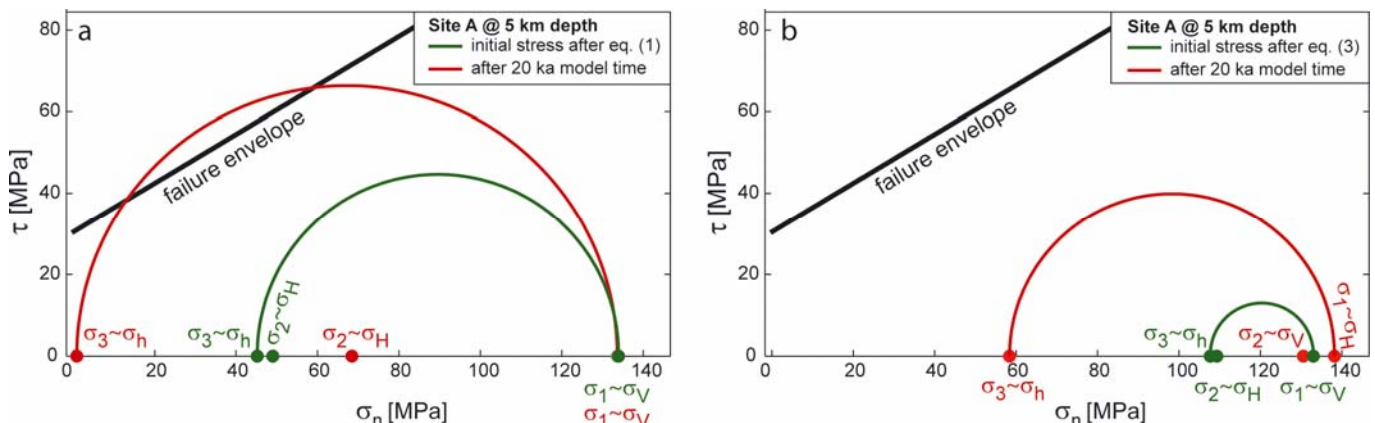 a
Site A @ 5 km depth
initial stress after eq. (1)
after 20 ka model time
failure envelope
τ [MPa]
80
60
40
20
0
σ3~σh
σ3~σh
σ2~σH
σ2~σH
20
40
60
80
100
120
140
σ1~σV
σ1~σV
σn [MPa]
b
Site A @ 5 km depth
initial stress after eq. (3)
after 20 ka model time
failure envelope
τ [MPa]
80
60
40
20
0
σ3~σh
σ2~σV
σ1~σH
20
40
60
80
100
120
140
σ3~σh
σ2~σH
σ1~σV
σn [MPa]